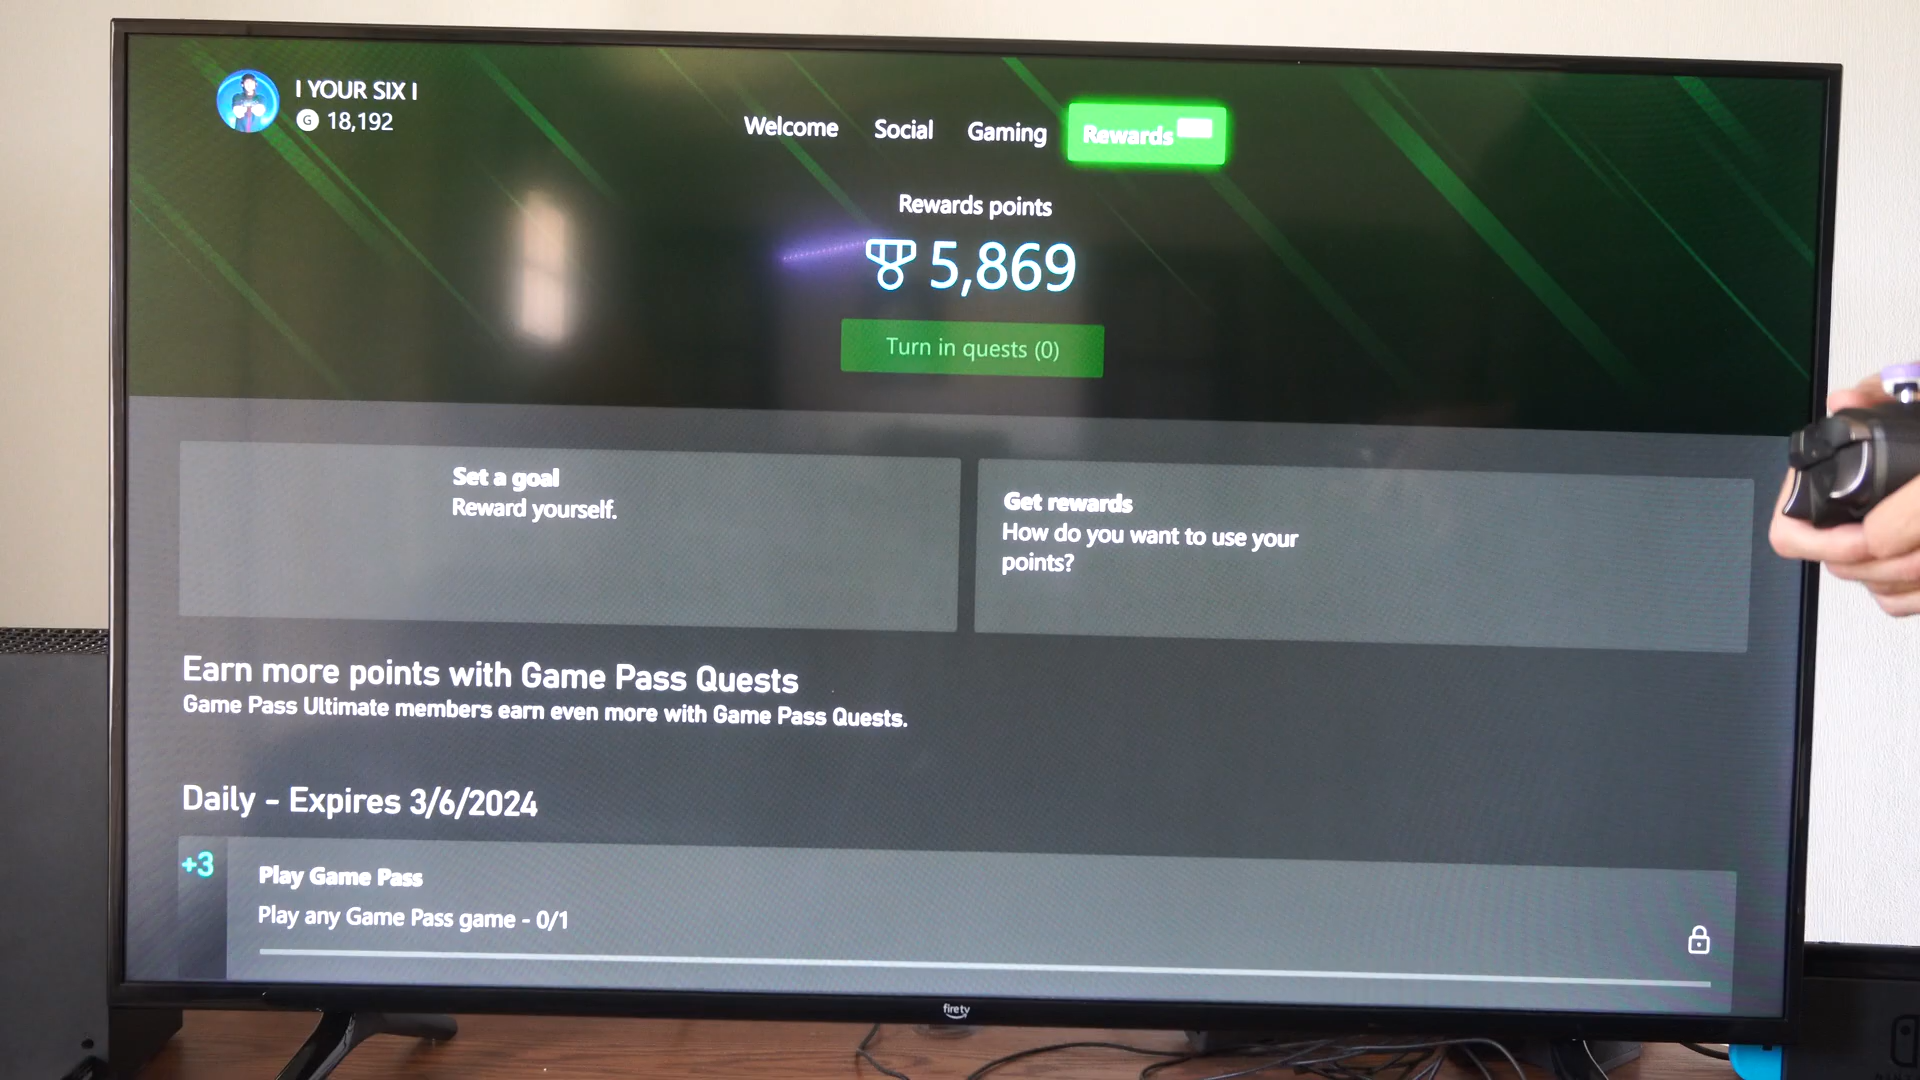 I YOUR SIX I
G 18,192
Welcome
Social
Gaming
Rewards
Rewards points
5,869
Turn in quests (0)
Set a goal
Reward yourself.
Get rewards
How do you want to use your
points?
Earn more points with Game Pass Quests
Game Pass Ultimate members earn even more with Game Pass Quests.
Daily - Expires 3/6/2024
+3
Play Game Pass
Play any Game Pass game - 0/1
firetv